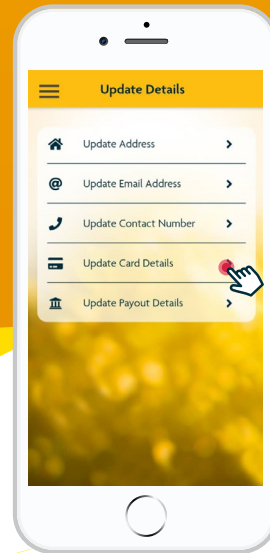 Update Details
Update Address
@ Update Email Address
Update Contact Number
Update Card Details
Update Payout Details